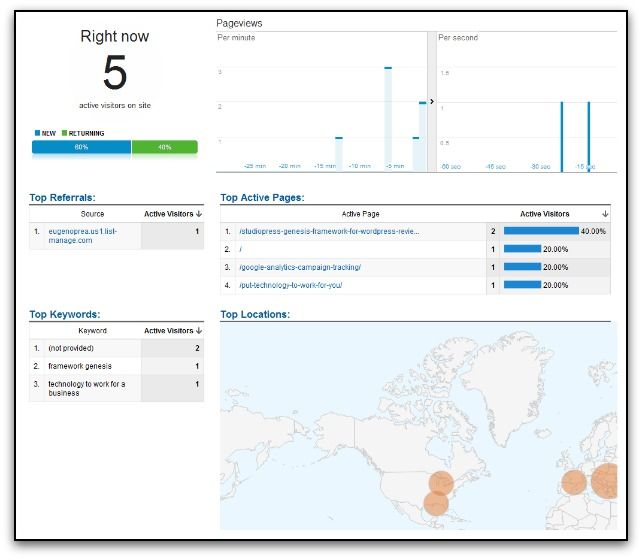 Right now
5
active visitors on site
NEW RETURNING
60% 40%
Pageviews
Per minute
3
2
1
-25 min -20 min -15 min -10 min -5 min
Per second
1.5
1
0.5
-60 sec -45 sec -30 sec -15 sec
Top Referrals:
Source Active Visitors
1. eugenoprea.us1.list-
manage.com 1
Top Active Pages:
Active Page Active Visitors
1. /studiopress-genesis-framework-for-wordpress-revie... 2 40.00%
2. / 1 20.00%
3. /google-analytics-campaign-tracking/ 1 20.00%
4. /put-technology-to-work-for-you/ 1 20.00%
Top Keywords:
Keyword Active Visitors
1. (not provided) 2
2. framework genesis 1
3. technology to work for a
business 1
Top Locations: